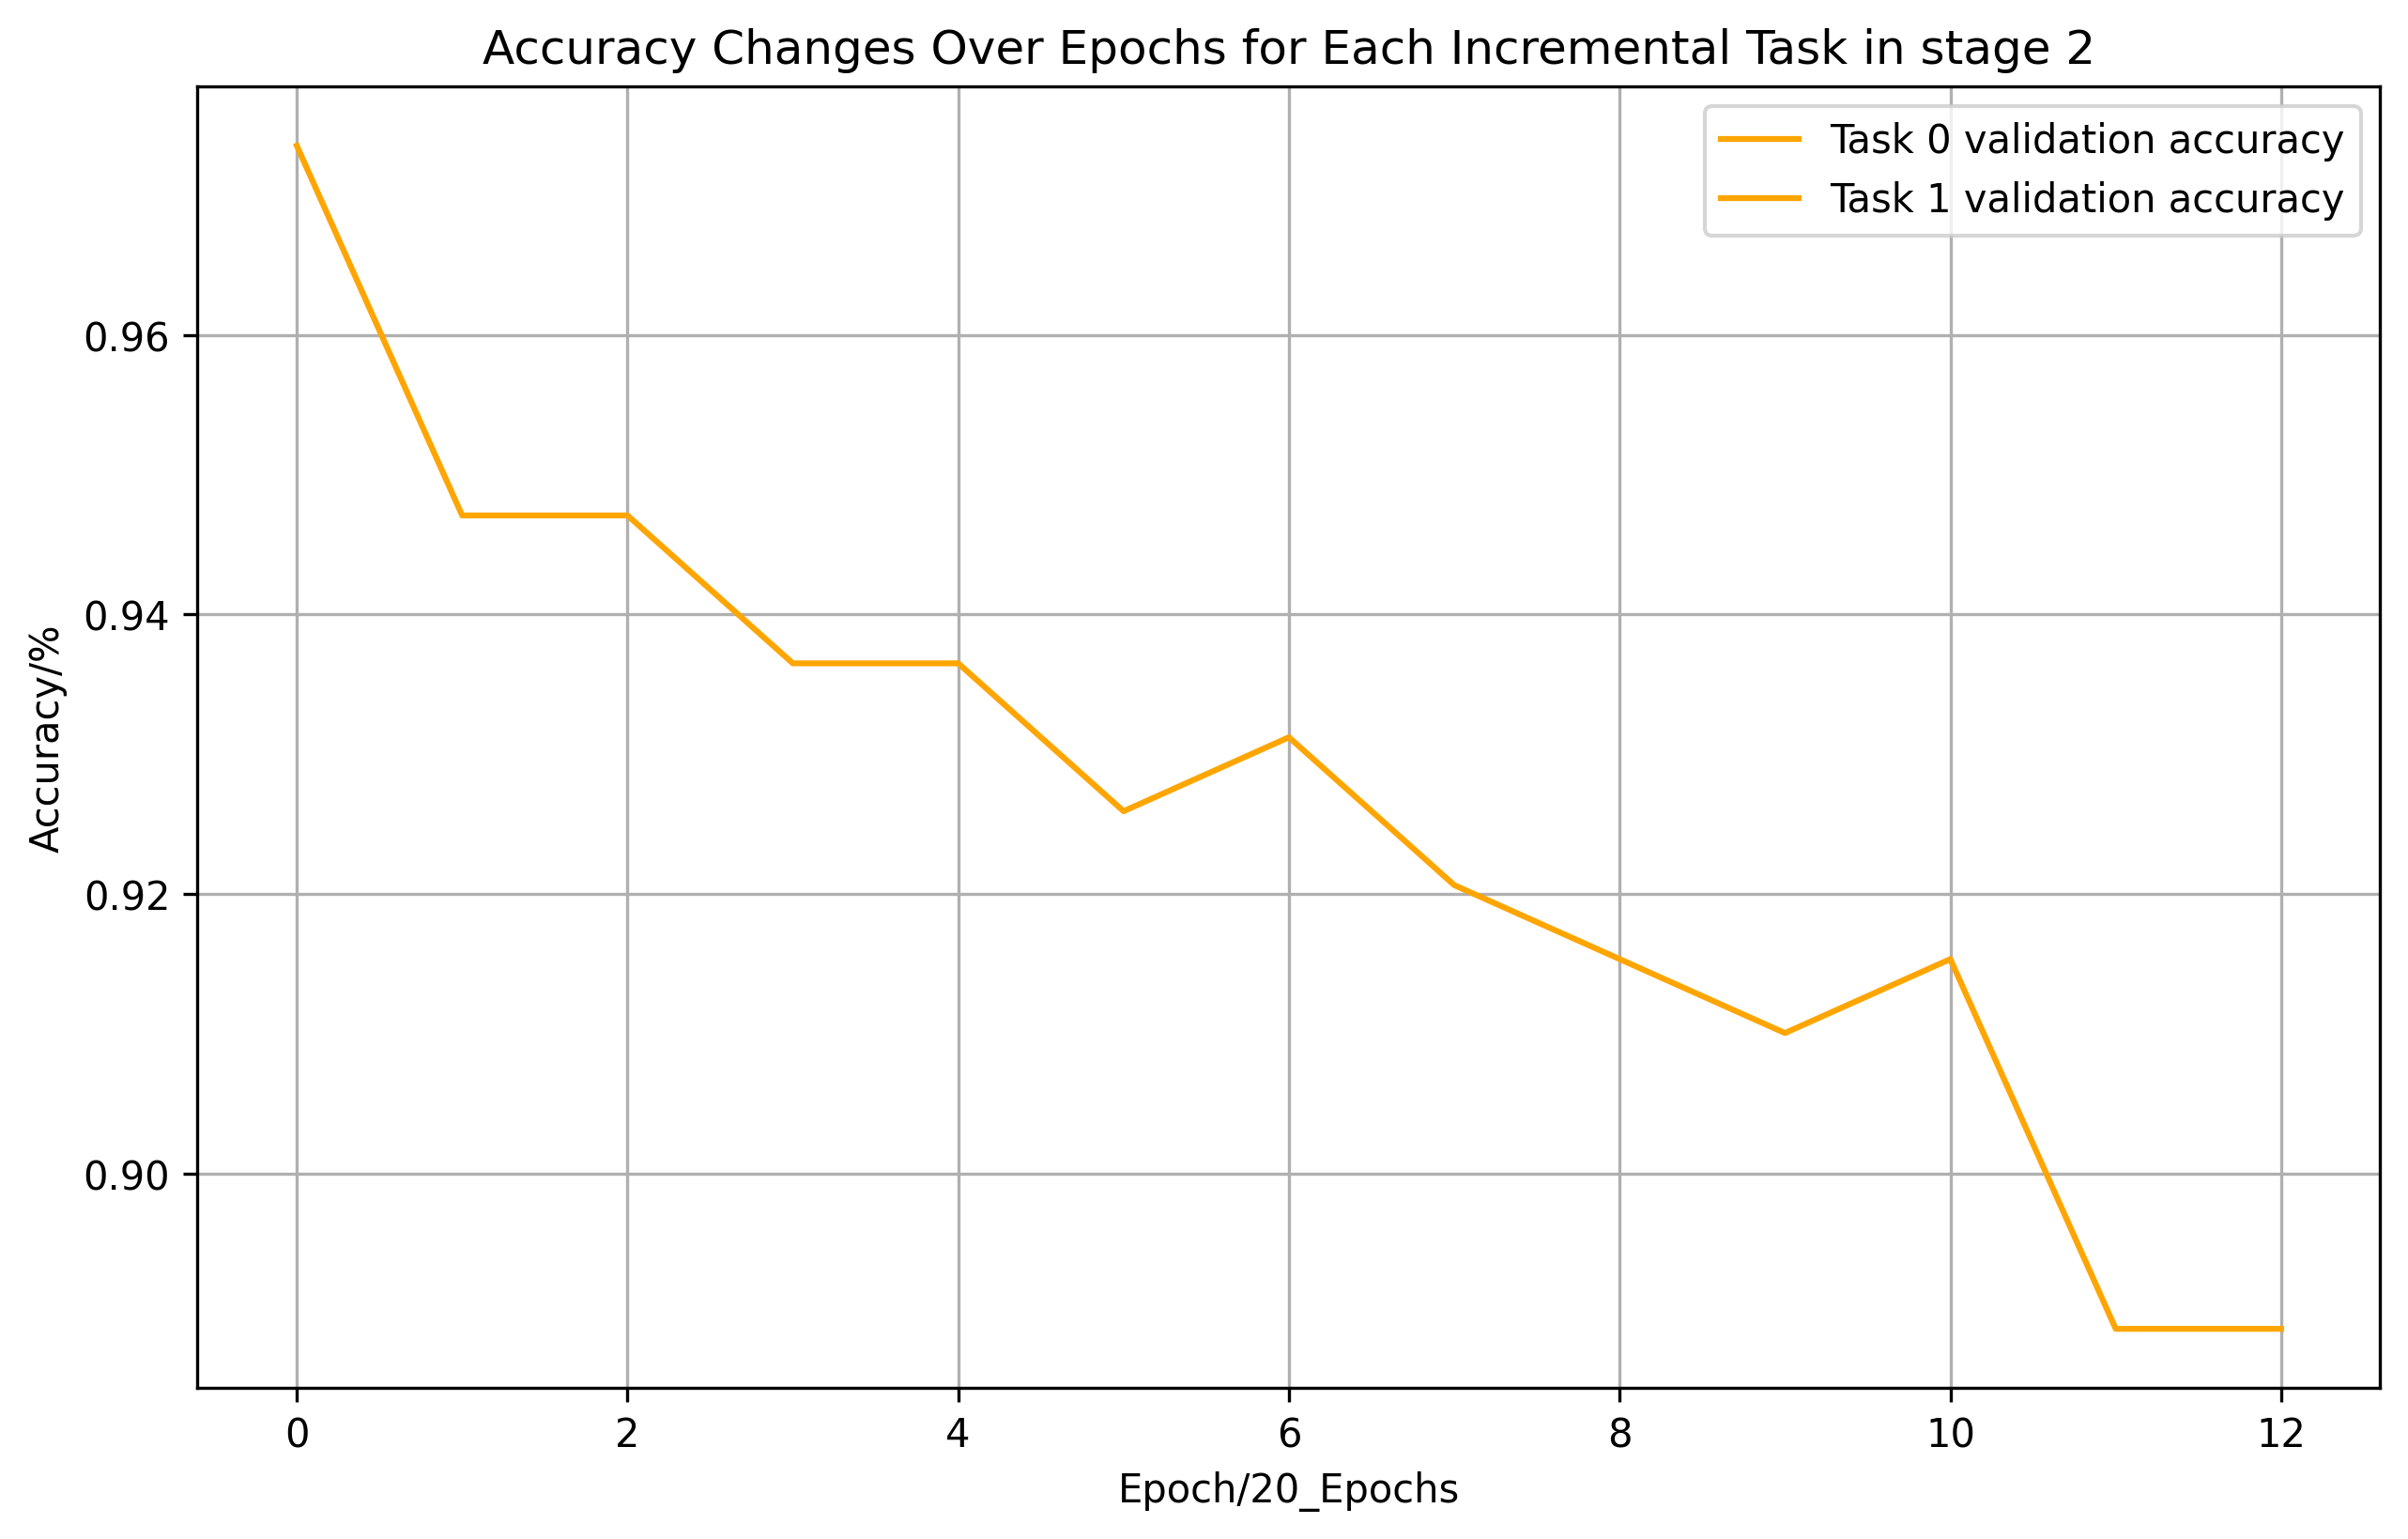 Accuracy Changes Over Epochs for Each Incremental Task in stage 2
Task 0 validation accuracy
Task 1 validation accuracy
0.96
0.94
0.92
0.90
Accuracy/%
0 2 4 6 8 10 12
Epoch/20_Epochs